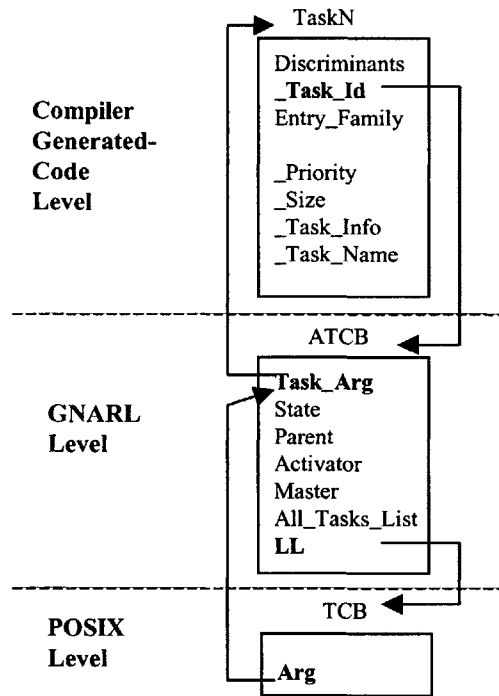 TaskN
Discriminants
_Task_Id
Entry_Family
_Priority
_Size
_Task_Info
_Task_Name
Compiler
Generated-
Code
Level
ATCB
Task_Arg
State
Parent
Activator
Master
All_Tasks_List
LL
GNARL
Level
TCB
Arg
POSIX
Level